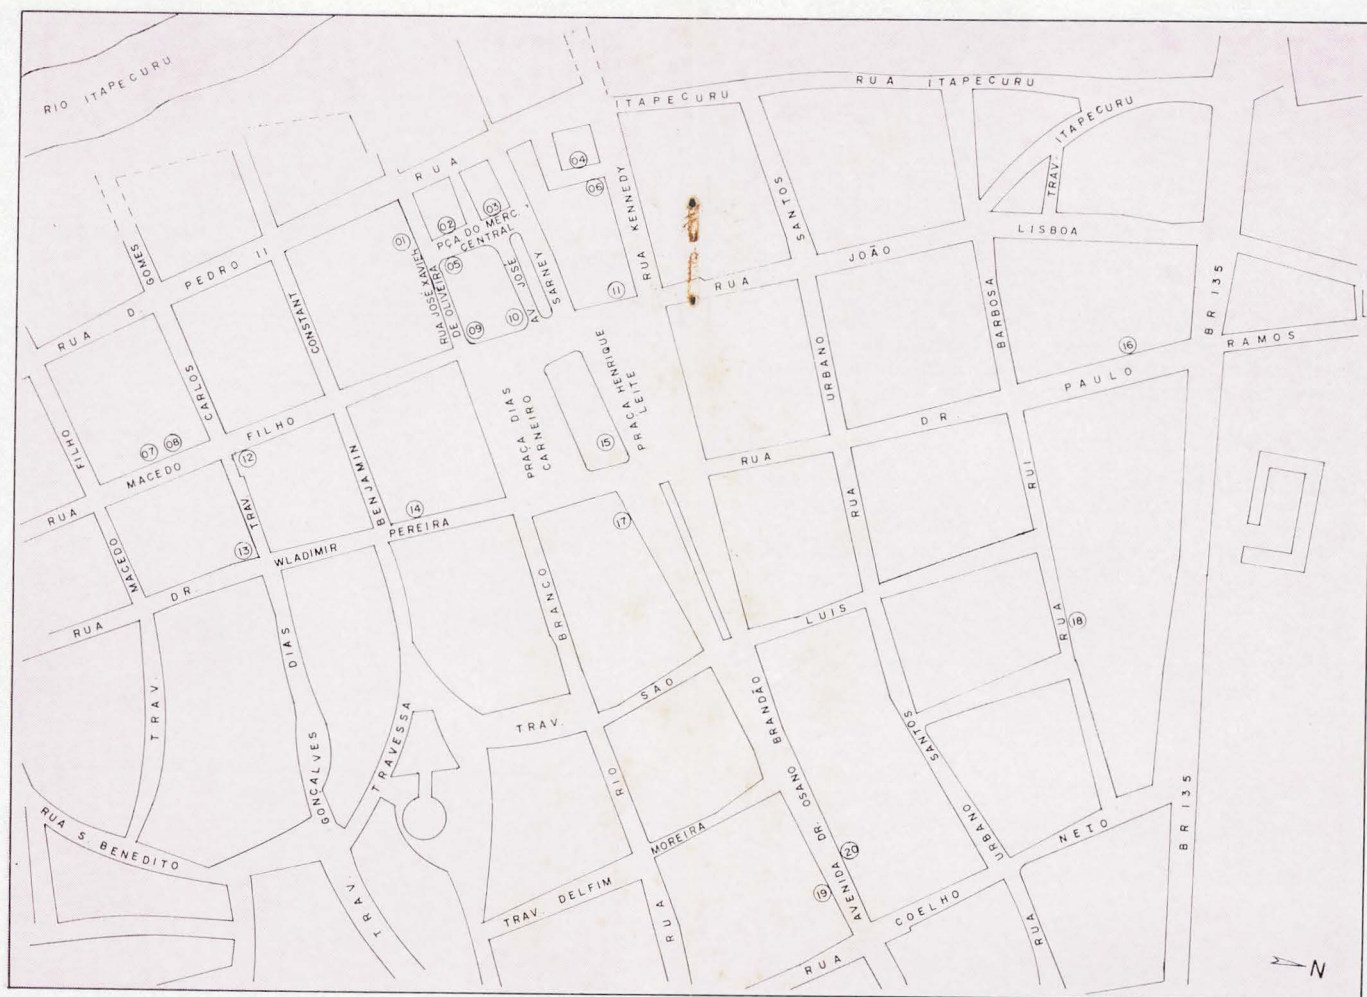 RIO ITAPECURU
RUA ITAPECURU
RUA ITAPECURU
TRAV. ITAPECURU
RUA D. PEDRO II
RUA JOÃO LISBOA
RUA KENNEDY
RUA URBANO SANTOS
RUA RUI BARBOSA
BR 135
RUA DR. PAULO RAMOS
PÇA DO MERC.
CENTRAL
RUA JOSÉ XAVIER
DE OLIVEIRA
AV. JOSÉ SARNEY
TRAV. CARLOS GOMES
TRAVESSA BENJAMIN CONSTANT
RUA MACEDO FILHO
TRAV. MACEDO FILHO
PRAÇA DIAS
CARNEIRO
PRAÇA HENRIQUE
LEITE
RUA DR. WLADIMIR PEREIRA
TRAV. GONÇALVES DIAS
RUA RIO BRANCO
TRAV. SAO LUIS
AVENIDA DR. OSANO BRANDÃO
RUA URBANO SANTOS
RUA S. BENEDITO
TRAV. DELFIM MOREIRA
RUA COELHO NETO
BR 135
01
02
03
04
05
06
07
08
09
10
11
12
13
14
15
16
17
18
19
20
N